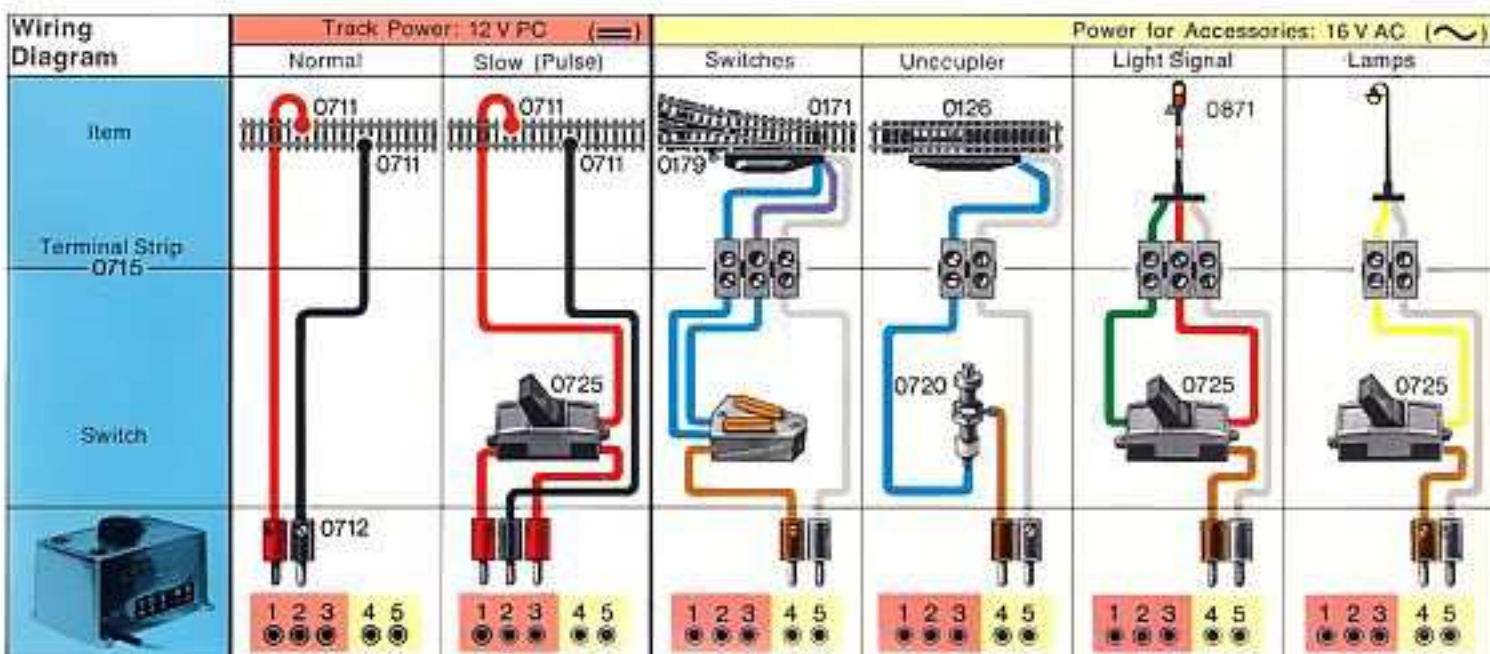 Wiring Diagram
Track Power: 12 V PC (═)
Power for Accessories: 16 V AC (～)
Normal
Slow (Pulse)
Switches
Unccupler
Light Signal
Lamps
Item
0711
0711
0711
0711
0171
0179
0126
0871
Terminal Strip
0715
Switch
0725
0720
0725
0725
0712
1 2 3 4 5
1 2 3 4 5
1 2 3 4 5
1 2 3 4 5
1 2 3 4 5
1 2 3 4 5